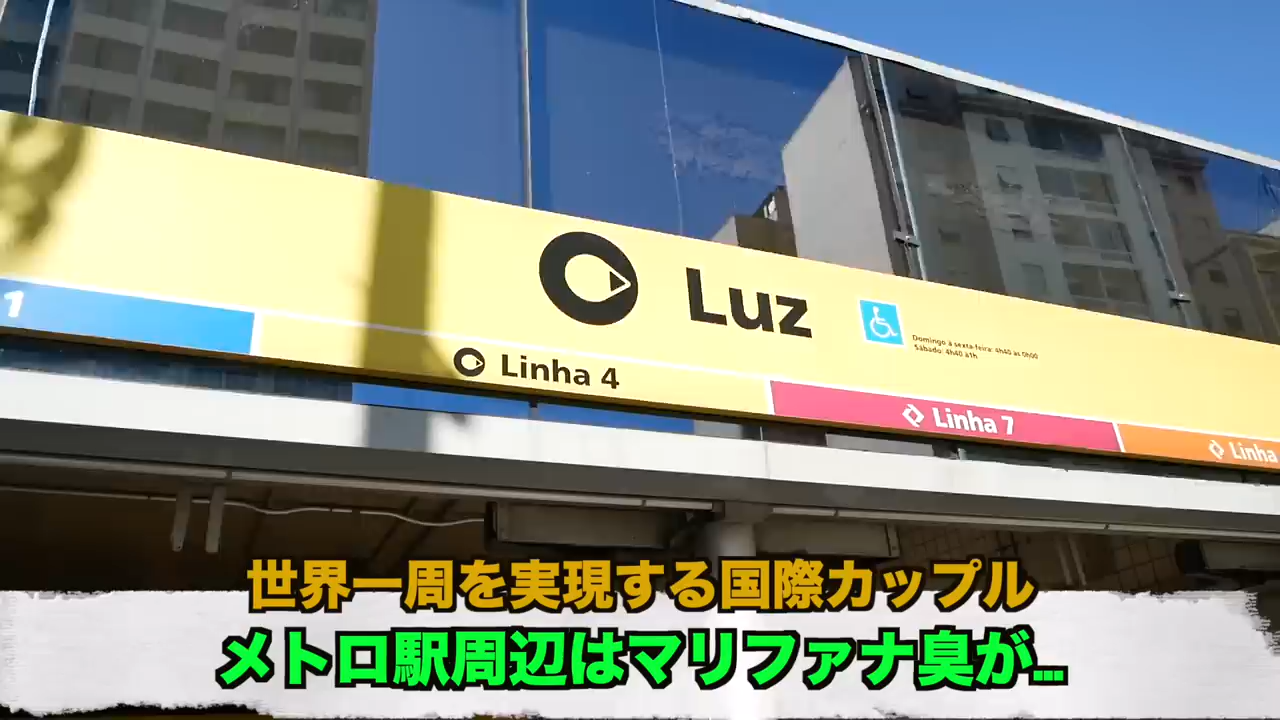 Luz
Domingo à sexta-feira: 4h40 às 0h00
Sábado: 4h40 à1h
1
Linha 4
Linha 7
Linha
世界一周を実現する国際カップル
メトロ駅周辺はマリファナ臭が...